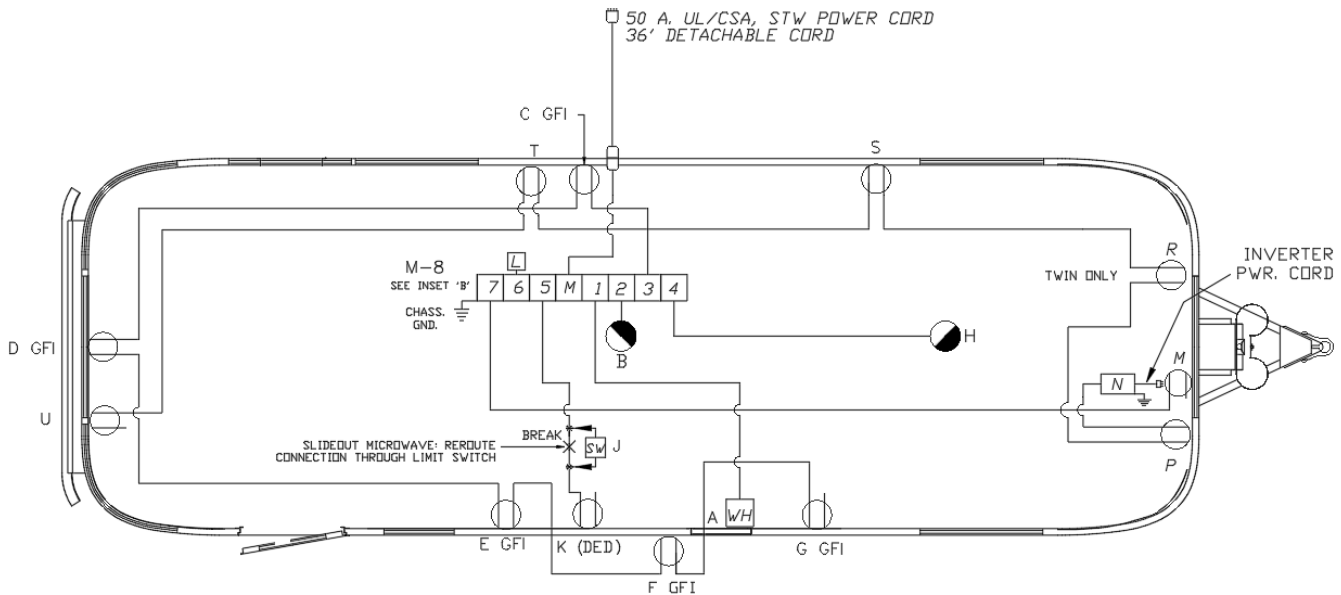 50 A. UL/CSA, STW POWER CORD
36' DETACHABLE CORD
C GFI
T
S
M-8
SEE INSET 'B'
CHASS.
GND.
L
7 6 5 M 1 2 3 4
B
H
R
TWIN ONLY
INVERTER
PWR. CORD
M
N
P
D GFI
U
BREAK
SLIDEOUT MICROWAVE: REROUTE
CONNECTION THROUGH LIMIT SWITCH
SW
J
E GFI
K (DED)
A
WH
G GFI
F GFI